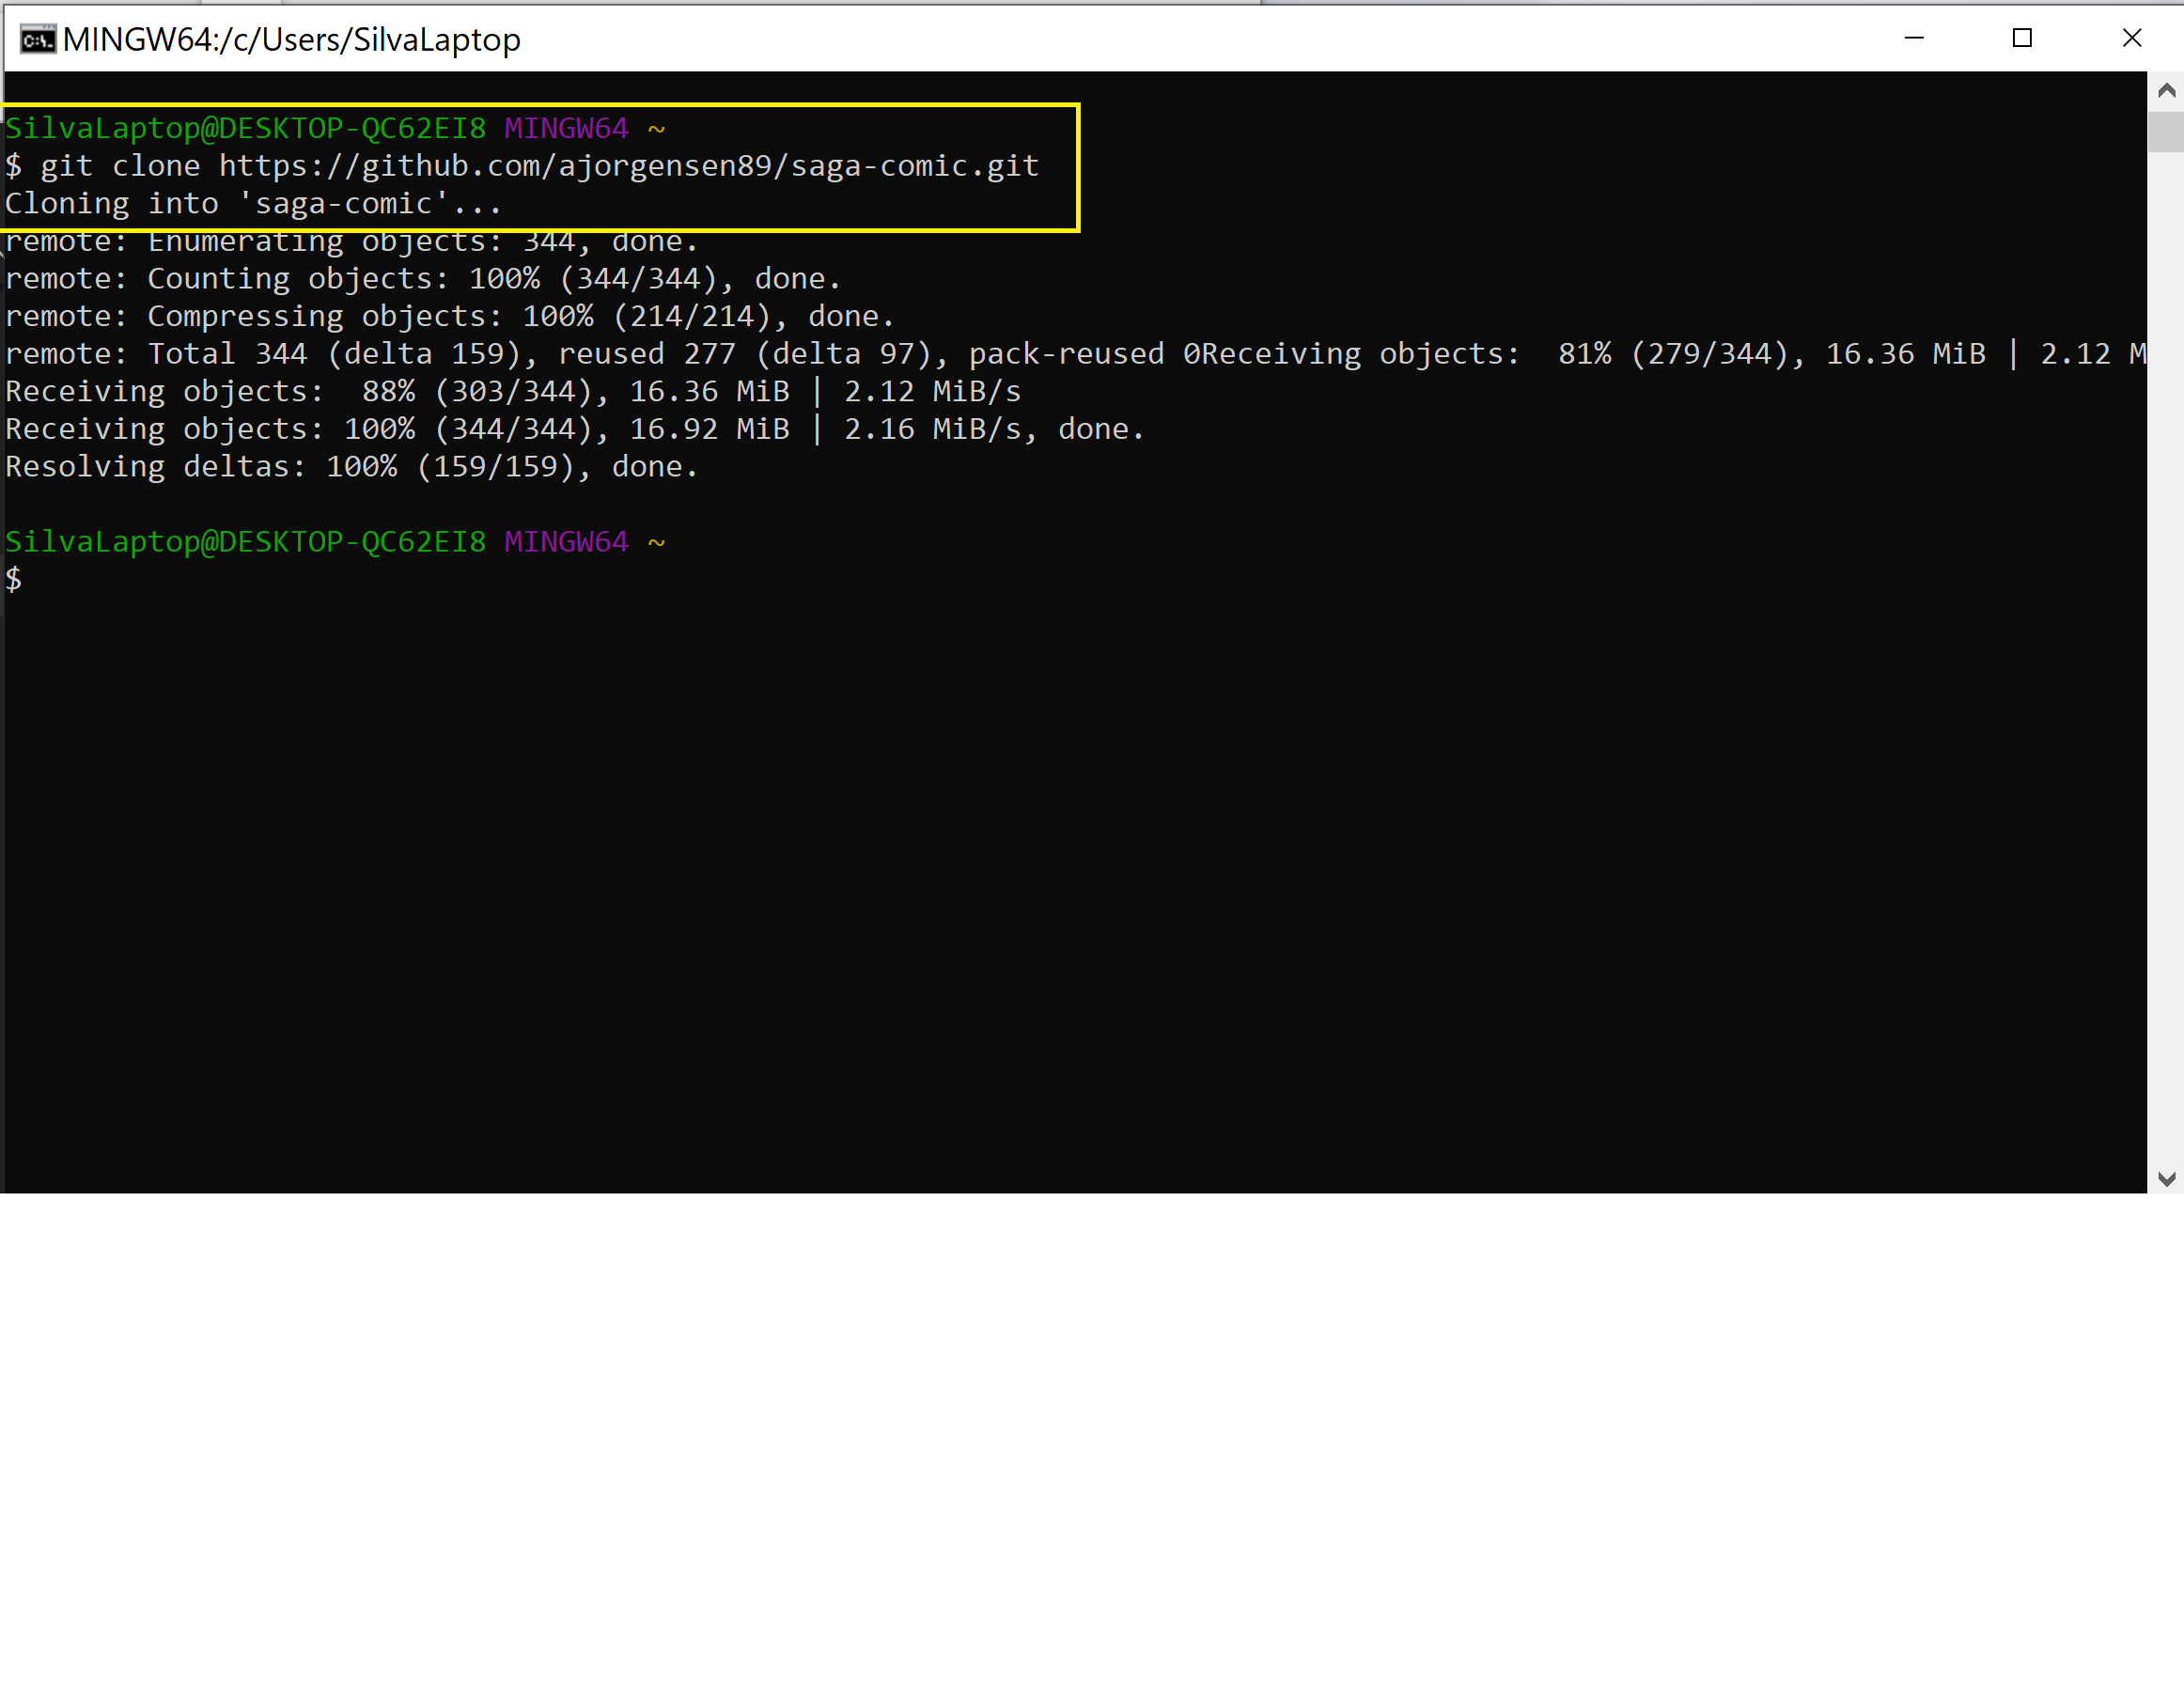 MINGW64:/c/Users/SilvaLaptop
SilvaLaptop@DESKTOP-QC62EI8 MINGW64 ~
$ git clone https://github.com/ajorgensen89/saga-comic.git
Cloning into 'saga-comic'...
remote: Enumerating objects: 344, done.
remote: Counting objects: 100% (344/344), done.
remote: Compressing objects: 100% (214/214), done.
remote: Total 344 (delta 159), reused 277 (delta 97), pack-reused 0Receiving objects:  81% (279/344), 16.36 MiB | 2.12 M
Receiving objects:  88% (303/344), 16.36 MiB | 2.12 MiB/s
Receiving objects: 100% (344/344), 16.92 MiB | 2.16 MiB/s, done.
Resolving deltas: 100% (159/159), done.
SilvaLaptop@DESKTOP-QC62EI8 MINGW64 ~
$